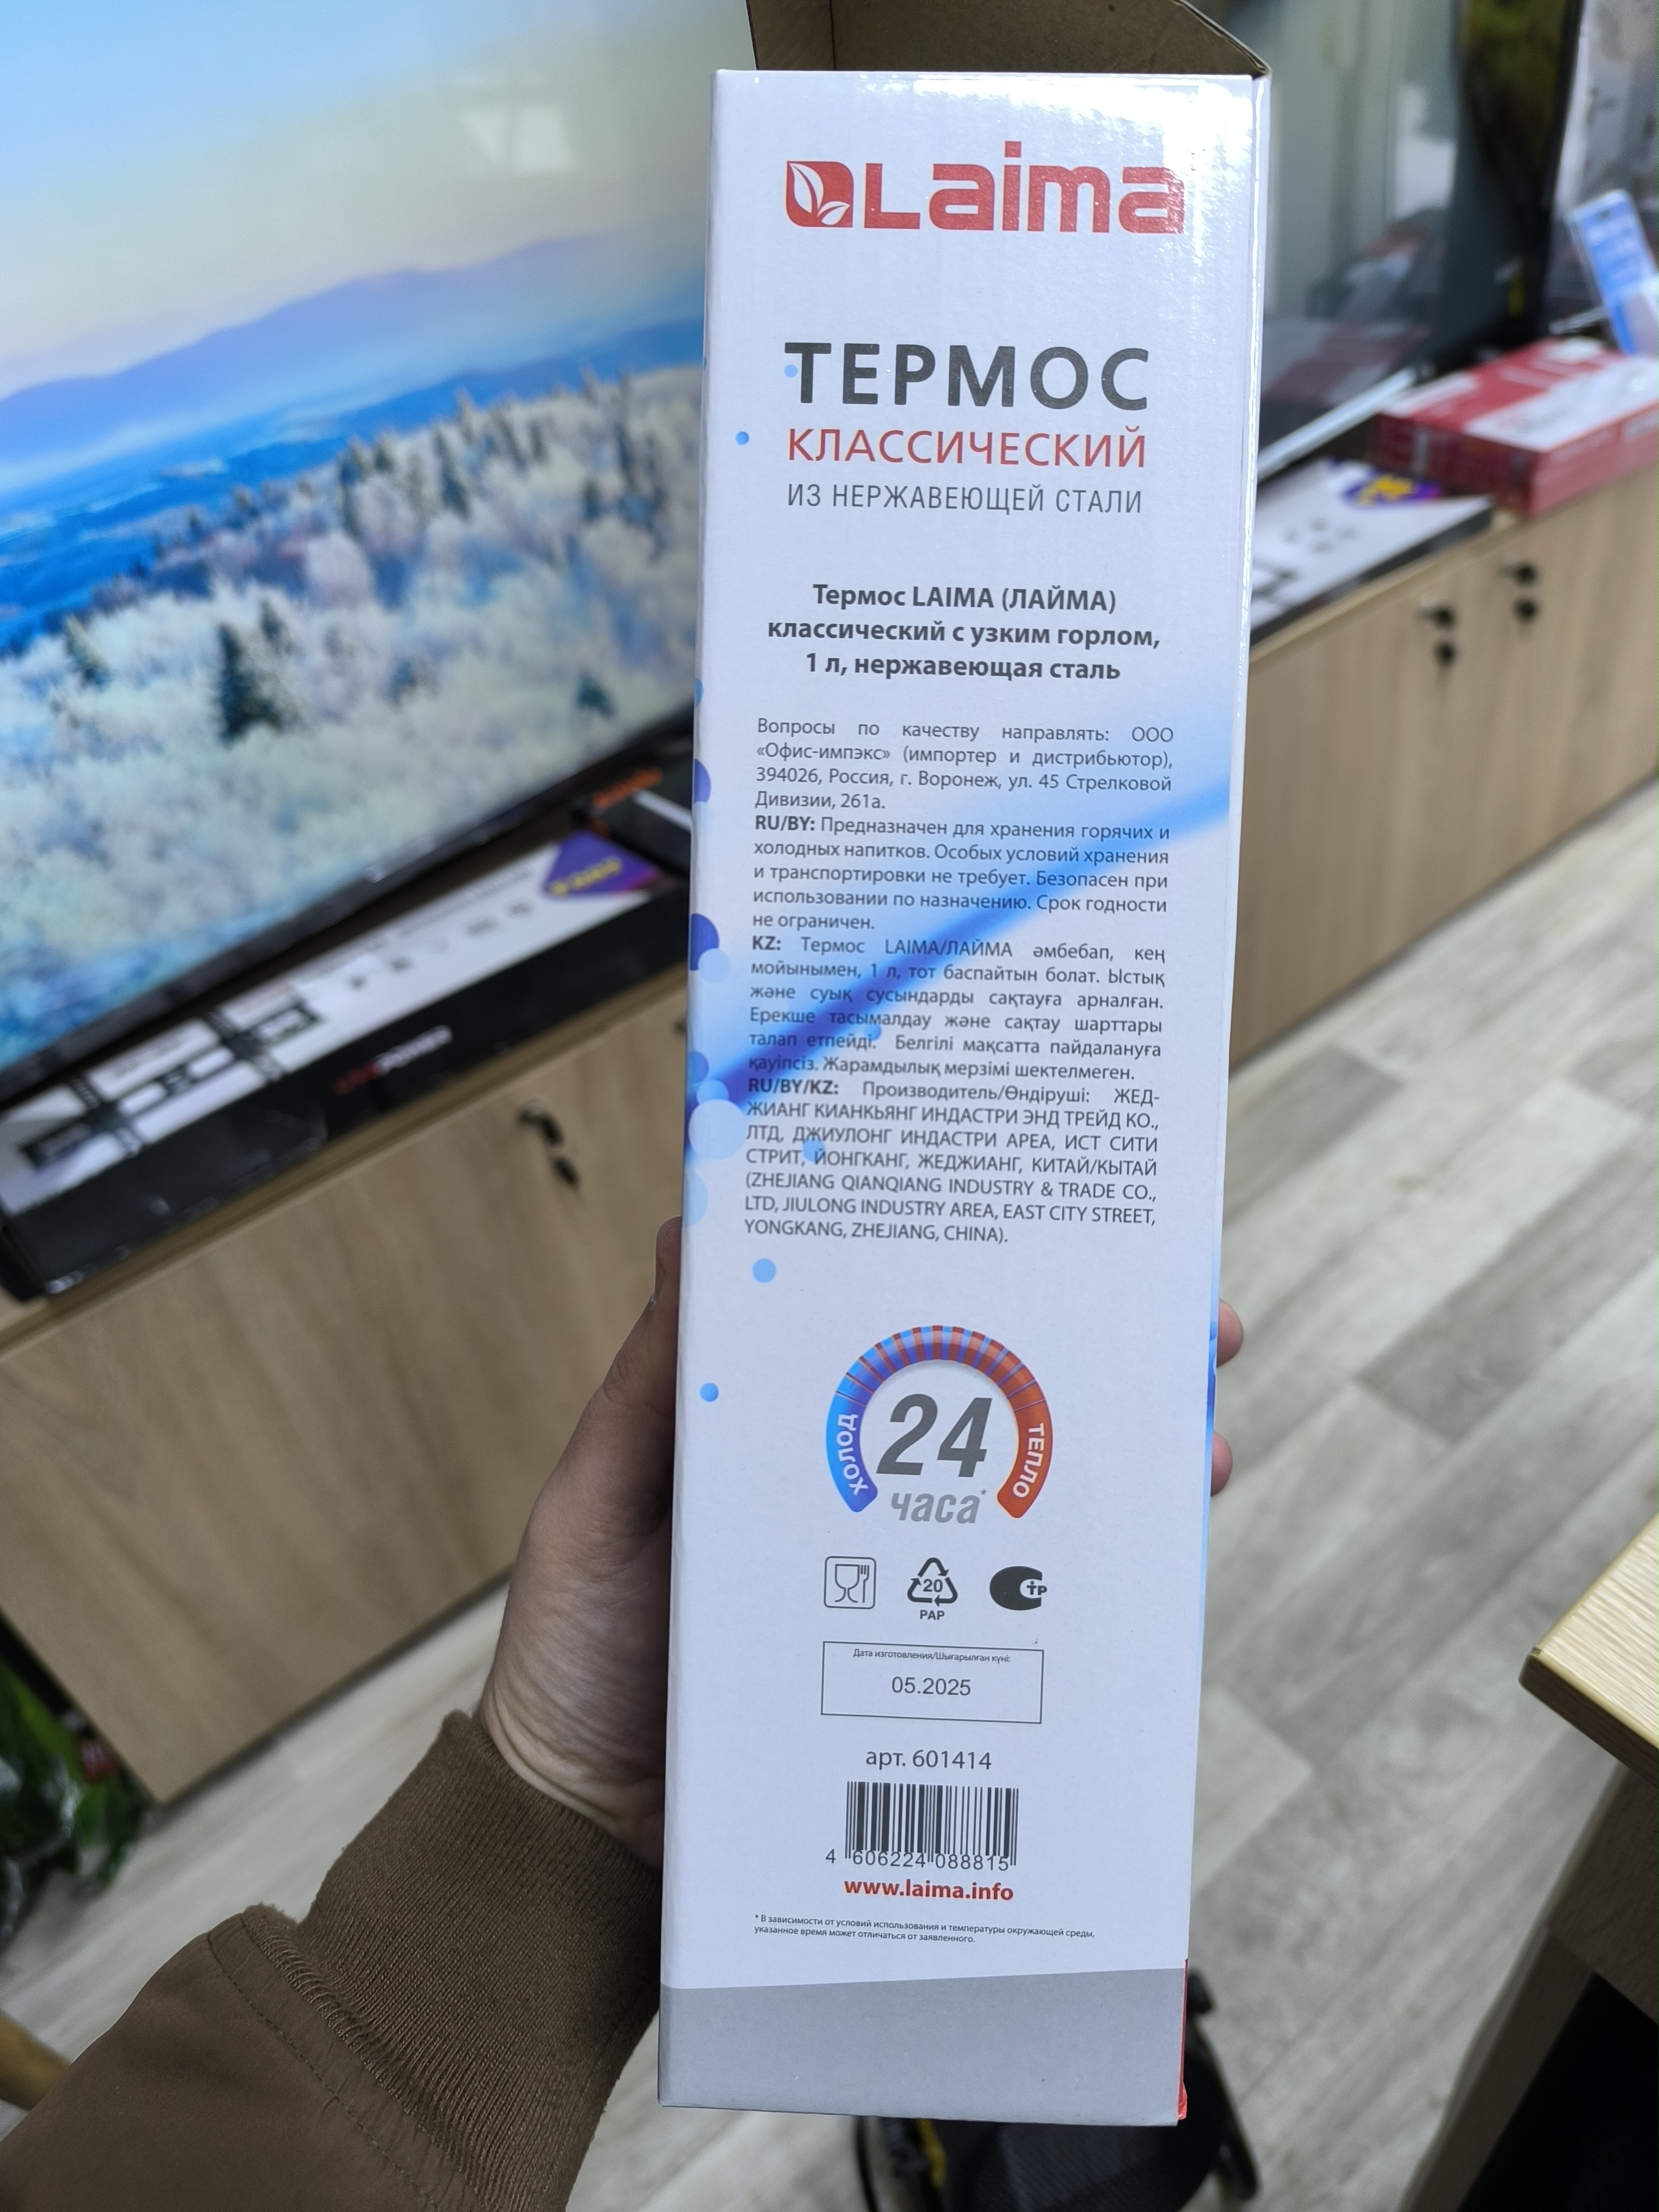 Laima
ТЕРМОС
КЛАССИЧЕСКИЙ
ИЗ НЕРЖАВЕЮЩЕЙ СТАЛИ
Термос LAIMA (ЛАЙМА)
классический с узким горлом,
1 л, нержавеющая сталь
Вопросы по качеству направлять: ООО
«Офис-импэкс» (импортер и дистрибьютор),
394026, Россия, г. Воронеж, ул. 45 Стрелковой
Дивизии, 261а.
RU/BY: Предназначен для хранения горячих и
холодных напитков. Особых условий хранения
и транспортировки не требует. Безопасен при
использовании по назначению. Срок годности
не ограничен.
KZ: Термос LAIMA/ЛАЙМА әмбебап, кең
мойынымен, 1 л, тот баспайтын болат. Ыстық
және суық сусындарды сақтауға арналған.
Ерекше тасымалдау және сақтау шарттары
талап етпейді. Белгілі мақсатта пайдалануға
қауіпсіз. Жарамдылық мерзімі шектелмеген.
RU/BY/KZ: Производитель/Өндіруші: ЖЕД-
ЖИАНГ КИАНКЬЯНГ ИНДАСТРИ ЭНД ТРЕЙД КО.,
ЛТД, ДЖИУЛОНГ ИНДАСТРИ АРЕА, ИСТ СИТИ
СТРИТ, ЙОНГКАНГ, ЖЕДЖИАНГ, КИТАЙ/КЫТАЙ
(ZHEJIANG QIANQIANG INDUSTRY & TRADE CO.,
LTD, JIULONG INDUSTRY AREA, EAST CITY STREET,
YONGKANG, ZHEJIANG, CHINA).
ХОЛОД
24
часа*
ТЕПЛО
20
PAP
Дата изготовления/Шығарылған күні:
05.2025
арт. 601414
4 606224 088815
www.laima.info
* В зависимости от условий использования и температуры окружающей среды,
указанное время может отличаться от заявленного.